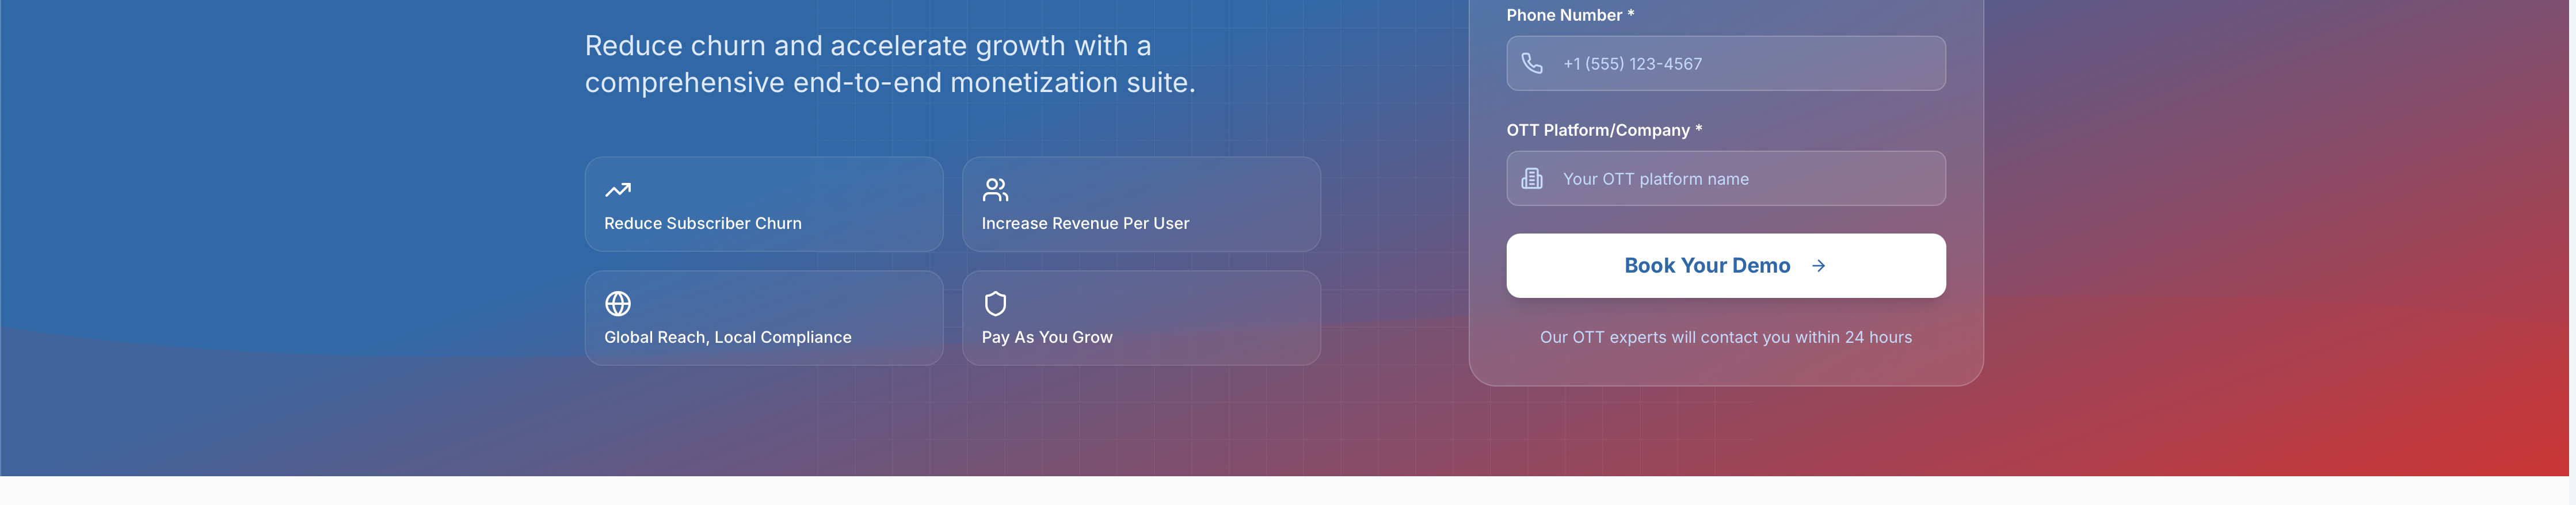 Reduce churn and accelerate growth with a
comprehensive end-to-end monetization suite.
Reduce Subscriber Churn
Increase Revenue Per User
Global Reach, Local Compliance
Pay As You Grow
Phone Number *
+1 (555) 123-4567
OTT Platform/Company *
Your OTT platform name
Book Your Demo →
Our OTT experts will contact you within 24 hours